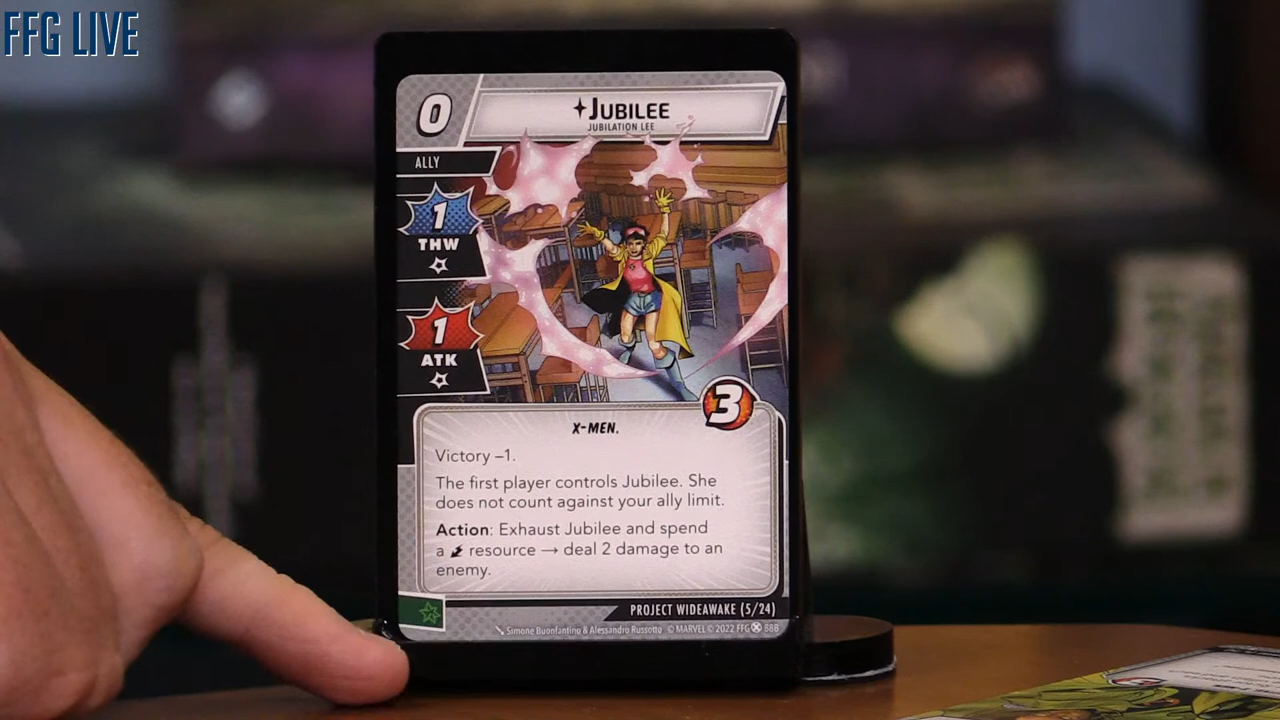 FFG LIVE
0
JUBILEE
JUBILATION LEE
ALLY
1
THW
1
ATK
3
X-MEN.
Victory –1.
The first player controls Jubilee. She
does not count against your ally limit.
Action: Exhaust Jubilee and spend
a resource → deal 2 damage to an
enemy.
PROJECT WIDEAWAKE (5/24)
Simone Buonfantino & Alessandro Russotto © MARVEL © 2022 FFG 88B